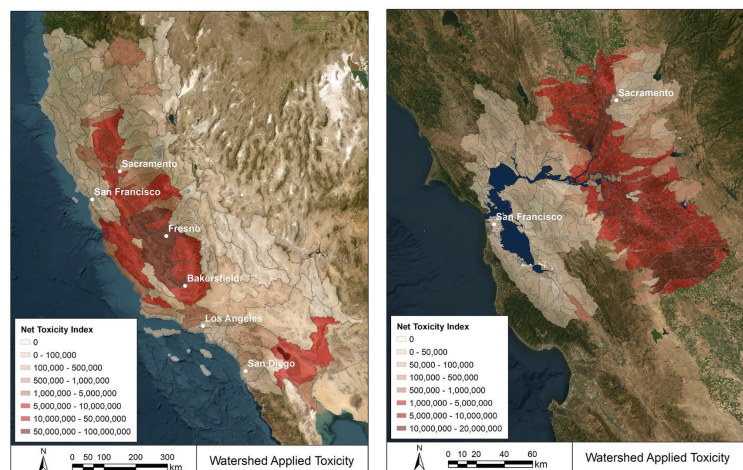 Sacramento
San Francisco
Fresno
Bakersfield
Los Angeles
San Diego
Net Toxicity Index
0
0 - 100,000
100,000 - 500,000
500,000 - 1,000,000
1,000,000 - 5,000,000
5,000,000 - 10,000,000
10,000,000 - 50,000,000
50,000,000 - 100,000,000
N
0 50 100 200 300
km
Watershed Applied Toxicity
Sacramento
San Francisco
Net Toxicity Index
0
0 - 50,000
50,000 - 100,000
100,000 - 500,000
500,000 - 1,000,000
1,000,000 - 5,000,000
5,000,000 - 10,000,000
10,000,000 - 20,000,000
N
0 10 20 40 60
km
Watershed Applied Toxicity